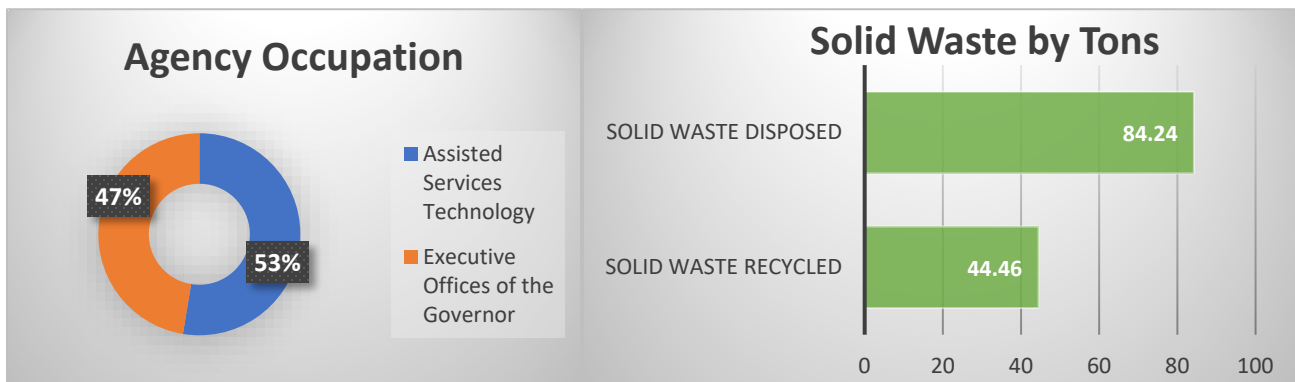 Agency Occupation
47%
53%
Assisted
Services
Technology
Executive
Offices of the
Governor
Solid Waste by Tons
SOLID WASTE DISPOSED
84.24
SOLID WASTE RECYCLED
44.46
0 20 40 60 80 100